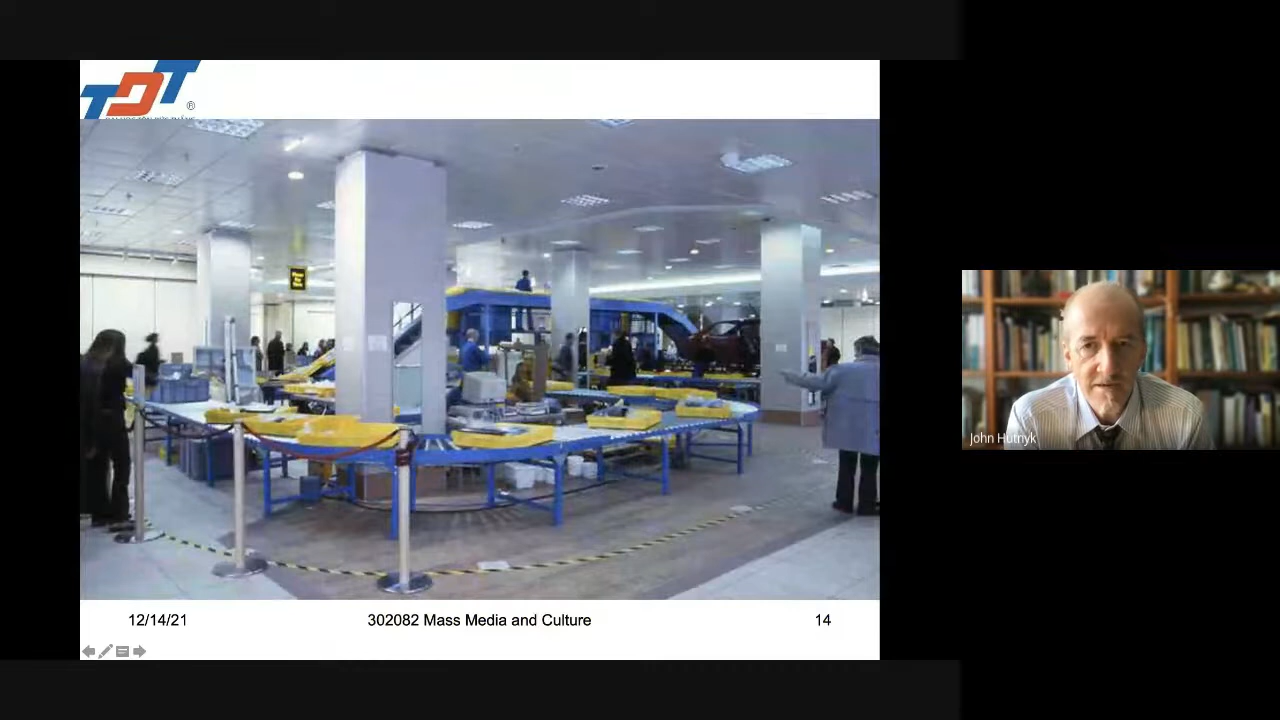 TDT
®
12/14/21
302082 Mass Media and Culture
14
John Hutnyk